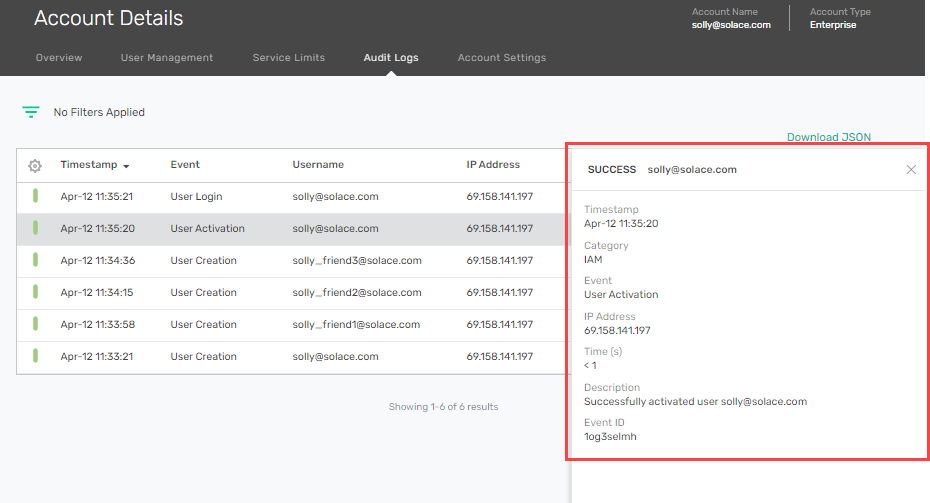 Account Details
Account Name
solly@solace.com
Account Type
Enterprise
Overview User Management Service Limits Audit Logs Account Settings
No Filters Applied
Download JSON
Timestamp Event Username IP Address
Apr-12 11:35:21 User Login solly@solace.com 69.158.141.197
Apr-12 11:35:20 User Activation solly@solace.com 69.158.141.197
Apr-12 11:34:36 User Creation solly_friend3@solace.com 69.158.141.197
Apr-12 11:34:15 User Creation solly_friend2@solace.com 69.158.141.197
Apr-12 11:33:58 User Creation solly_friend1@solace.com 69.158.141.197
Apr-12 11:33:21 User Creation solly@solace.com 69.158.141.197
Showing 1-6 of 6 results
SUCCESS solly@solace.com
Timestamp
Apr-12 11:35:20
Category
IAM
Event
User Activation
IP Address
69.158.141.197
Time (s)
< 1
Description
Successfully activated user solly@solace.com
Event ID
1og3selmh